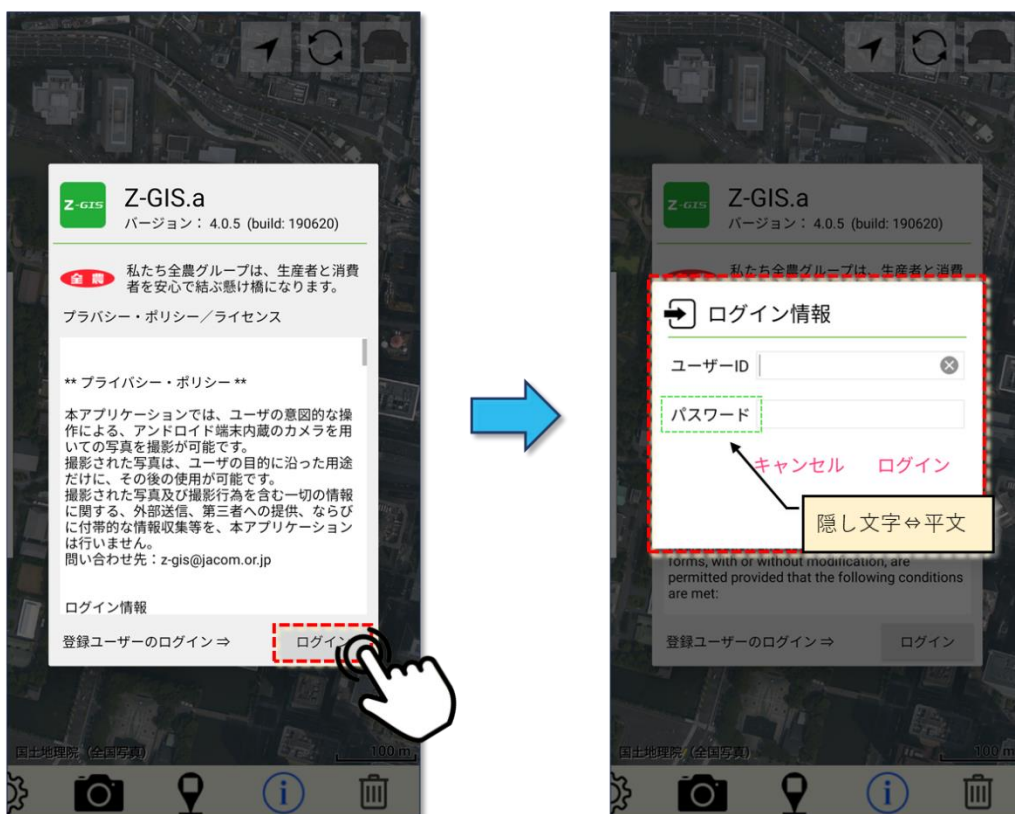 Z-GIS
Z-GIS.a
バージョン： 4.0.5 (build: 190620)
全農
私たち全農グループは、生産者と消費
者を安心で結ぶ懸け橋になります。
プラバシー・ポリシー／ライセンス
** プライバシー・ポリシー **
本アプリケーションでは、ユーザの意図的な操
作による、アンドロイド端末内蔵のカメラを用
いての写真を撮影が可能です。
撮影された写真は、ユーザの目的に沿った用途
だけに、その後の使用が可能です。
撮影された写真及び撮影行為を含む一切の情報
に関する、外部送信、第三者への提供、ならび
に付帯的な情報収集等を、本アプリケーション
は行いません。
問い合わせ先：z-gis@jacom.or.jp
ログイン情報
登録ユーザーのログイン ⇒
ログイン
国土地理院（全国写真）
100 m
Z-GIS
Z-GIS.a
バージョン： 4.0.5 (build: 190620)
私たち全農グループは、生産者と消費
ログイン情報
ユーザーID
パスワード
キャンセル
ログイン
隠し文字⇔平文
forms, with or without modification, are
permitted provided that the following conditions
are met:
登録ユーザーのログイン ⇒
ログイン
国土地理院（全国写真）
100 m